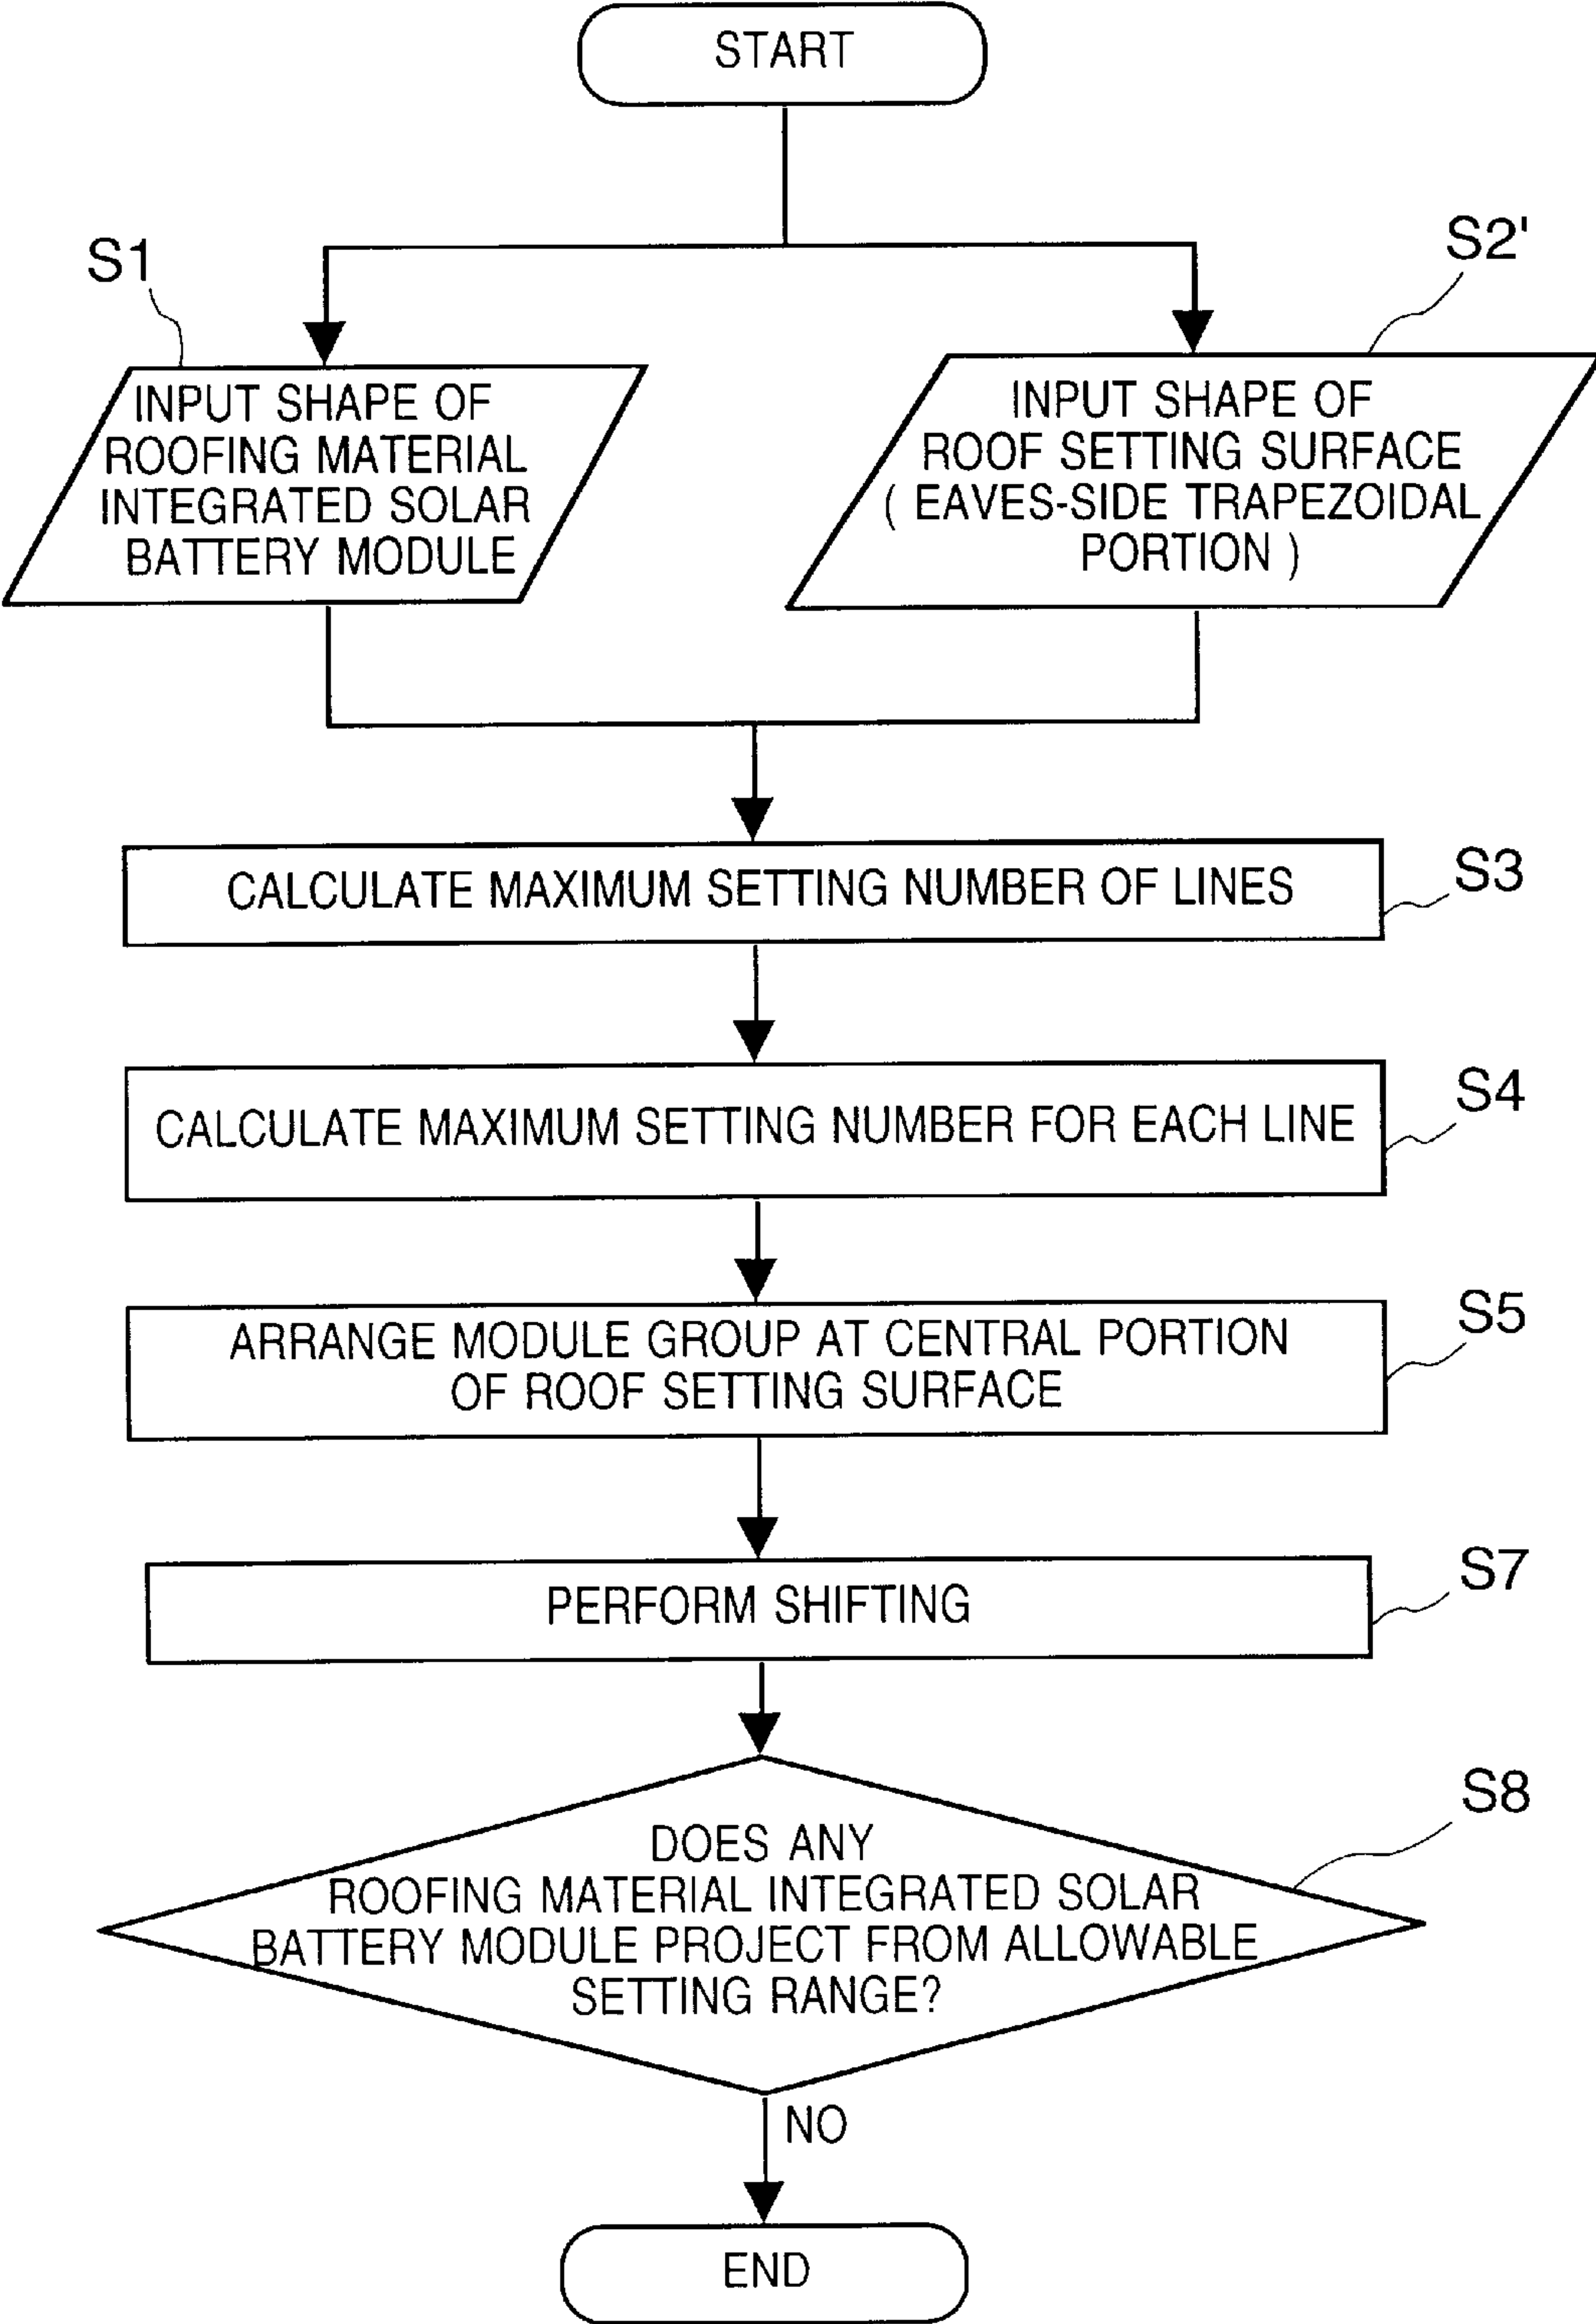 START
S1
S2'
INPUT SHAPE OF
ROOFING MATERIAL
INTEGRATED SOLAR
BATTERY MODULE
INPUT SHAPE OF
ROOF SETTING SURFACE
( EAVES-SIDE TRAPEZOIDAL
PORTION )
CALCULATE MAXIMUM SETTING NUMBER OF LINES
S3
CALCULATE MAXIMUM SETTING NUMBER FOR EACH LINE
S4
ARRANGE MODULE GROUP AT CENTRAL PORTION
OF ROOF SETTING SURFACE
S5
PERFORM SHIFTING
S7
DOES ANY
ROOFING MATERIAL INTEGRATED SOLAR
BATTERY MODULE PROJECT FROM ALLOWABLE
SETTING RANGE?
S8
NO
END